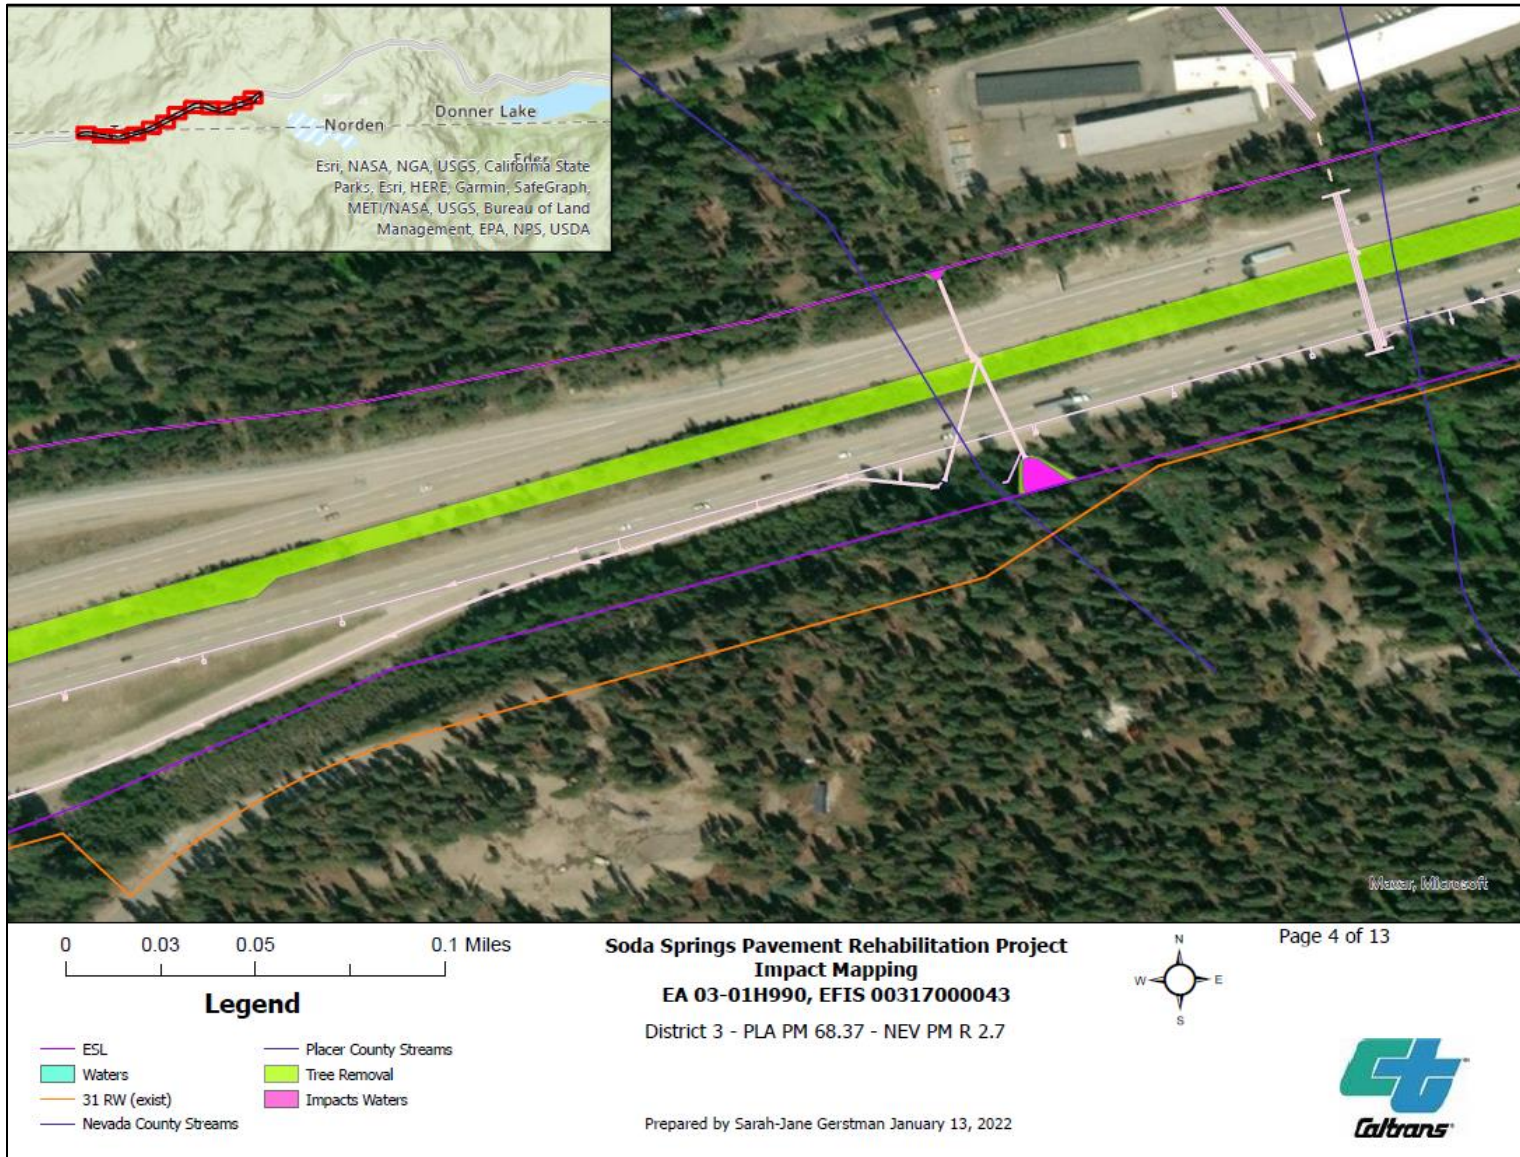 Norden
Donner Lake
Eder
Esri, NASA, NGA, USGS, California State
Parks, Esri, HERE, Garmin, SafeGraph,
METI/NASA, USGS, Bureau of Land
Management, EPA, NPS, USDA
Maxar, Microsoft
0 0.03 0.05 0.1 Miles
Legend
ESL
Waters
31 RW (exist)
Nevada County Streams
Placer County Streams
Tree Removal
Impacts Waters
Soda Springs Pavement Rehabilitation Project
Impact Mapping
EA 03-01H990, EFIS 00317000043
District 3 - PLA PM 68.37 - NEV PM R 2.7
Prepared by Sarah-Jane Gerstman January 13, 2022
N
W E
S
Page 4 of 13
Caltrans